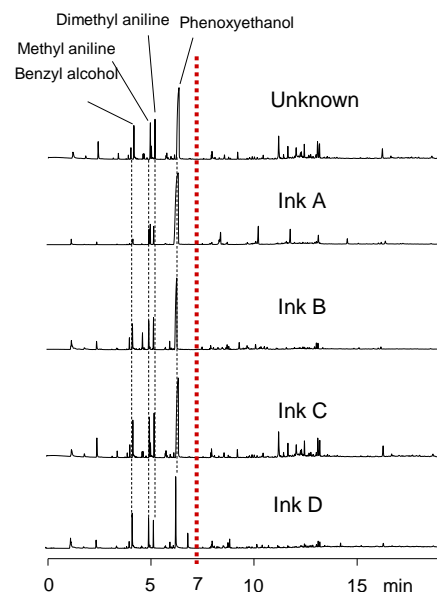 Dimethyl aniline
Phenoxyethanol
Methyl aniline
Benzyl alcohol
Unknown
Ink A
Ink B
Ink C
Ink D
0 5 7 10 15 min